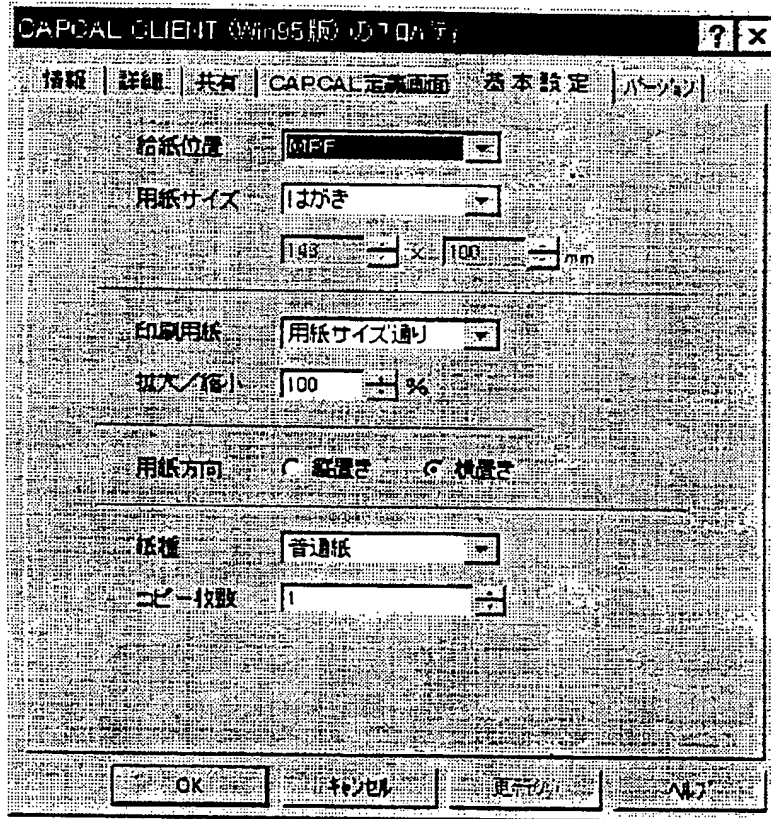 CAPCAL CLIENT (Win95版) のプロパティ
情報 詳細 共有 CAPCAL定義画面 基本設定 バージョン
給紙位置 MPF
用紙サイズ はがき
148 × 100 mm
印刷用紙 用紙サイズ通り
拡大／縮小 100 %
用紙方向 縦置き 横置き
紙種 普通紙
コピー枚数 1
OK キャンセル ヘルプ